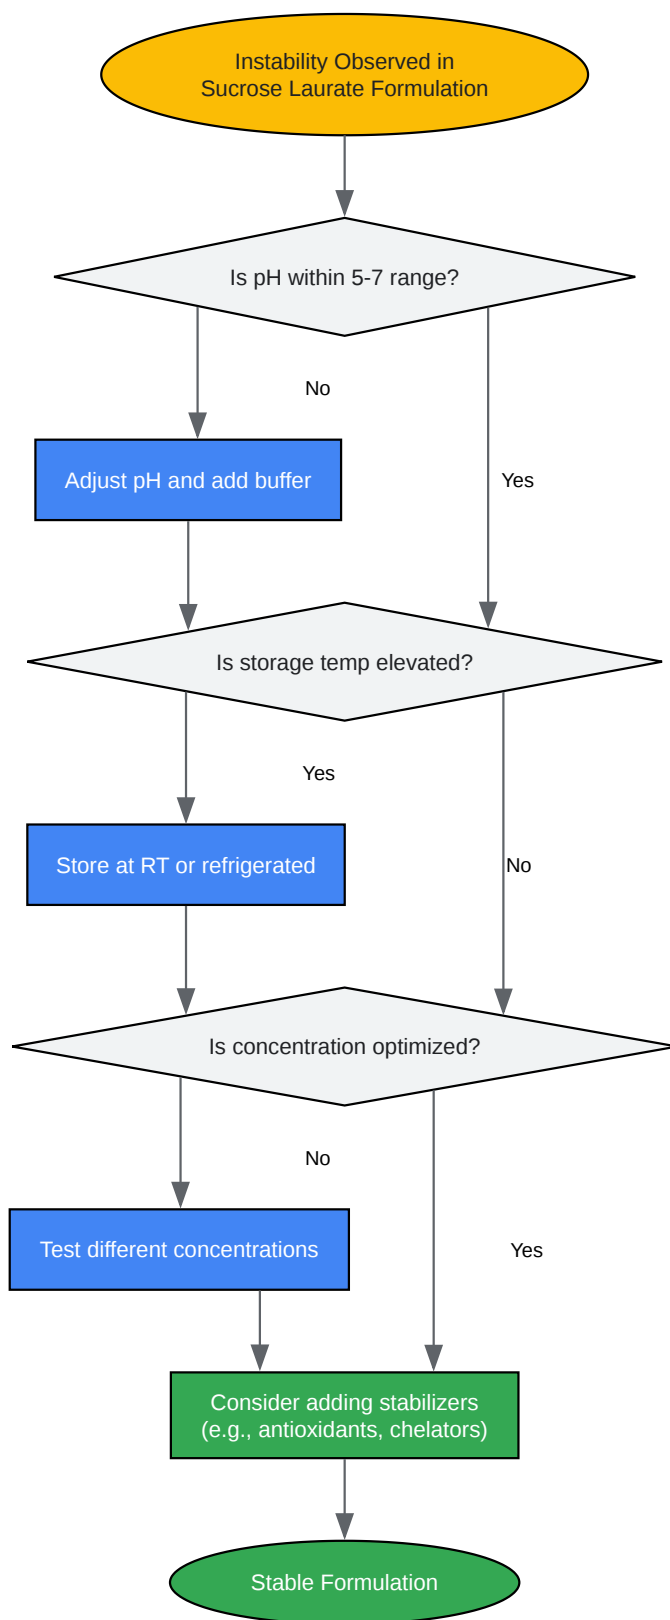 Instability Observed in
Sucrose Laurate Formulation
Is pH within 5-7 range?
No
Adjust pH and add buffer
Yes
Is storage temp elevated?
Yes
Store at RT or refrigerated
No
Is concentration optimized?
No
Test different concentrations
Yes
Consider adding stabilizers
(e.g., antioxidants, chelators)
Stable Formulation